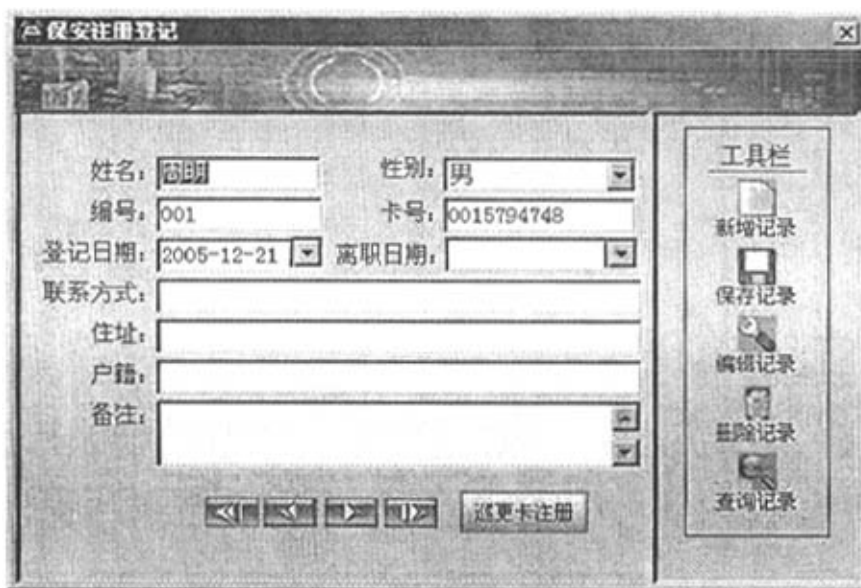 保安注册登记
姓名: 周明 性别: 男
编号: 001 卡号: 0015794748
登记日期: 2005-12-21 离职日期:
联系方式:
住址:
户籍:
备注:
巡更卡注册
工具栏
新增记录
保存记录
编辑记录
删除记录
查询记录